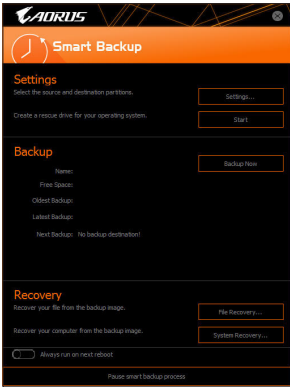 AORUS
Smart Backup
Settings
Select the source and destination partitions.
Settings...
Create a rescue drive for your operating system.
Start
Backup
Backup Now
Name:
Free Space:
Oldest Backup:
Latest Backup:
Next Backup: No backup destination!
Recovery
Recover your file from the backup image.
File Recovery...
Recover your computer from the backup image.
System Recovery...
Always run on next reboot
Pause smart backup process